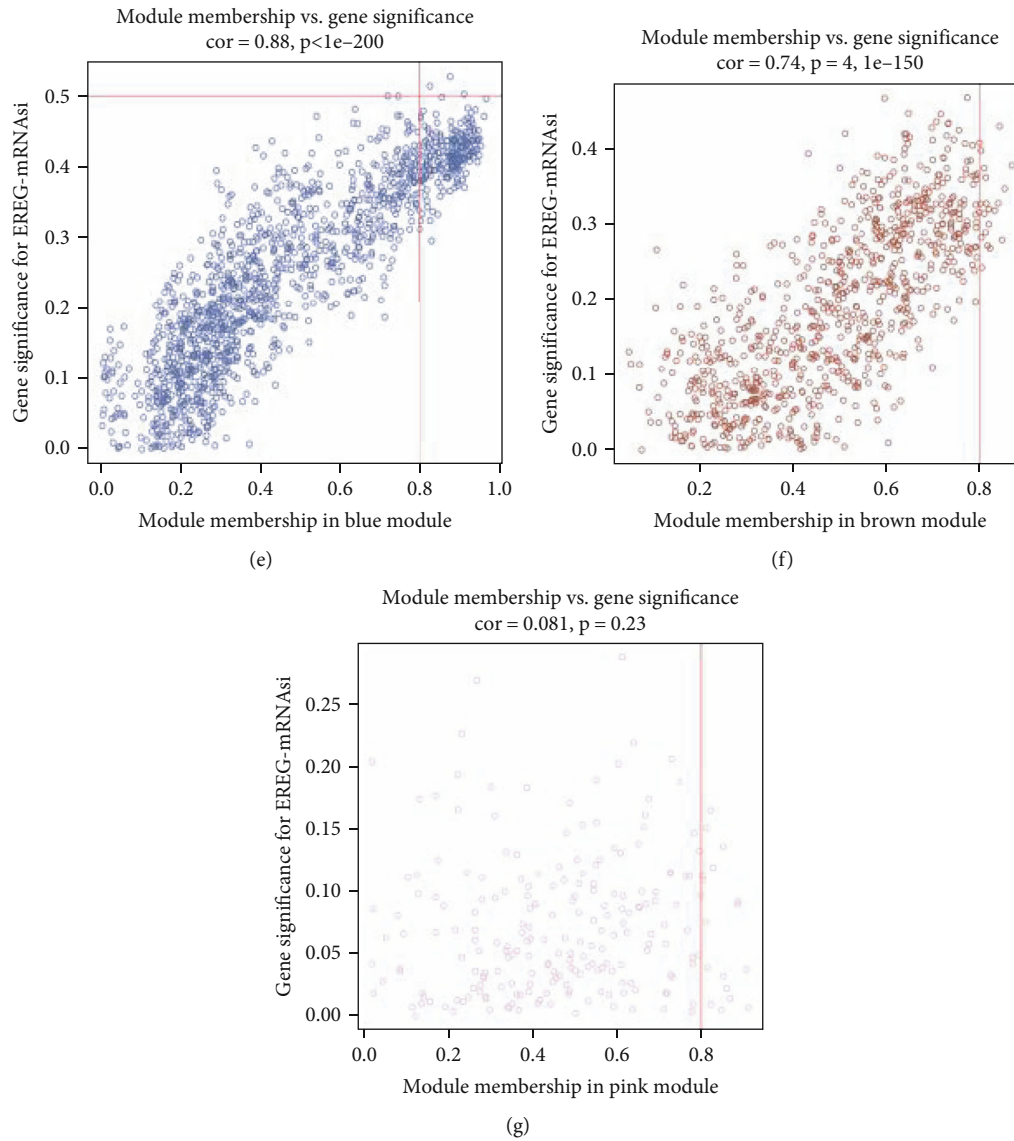 Module membership vs. gene significance
cor = 0.88, p<1e–200
Gene significance for EREG-mRNAsi
0.5
0.4
0.3
0.2
0.1
0.0
0.0 0.2 0.4 0.6 0.8 1.0
Module membership in blue module
(e)
Module membership vs. gene significance
cor = 0.74, p = 4, 1e–150
Gene significance for EREG-mRNAsi
0.4
0.3
0.2
0.1
0.0
0.2 0.4 0.6 0.8
Module membership in brown module
(f)
Module membership vs. gene significance
cor = 0.081, p = 0.23
Gene significance for EREG-mRNAsi
0.25
0.20
0.15
0.10
0.05
0.00
0.0 0.2 0.4 0.6 0.8
Module membership in pink module
(g)